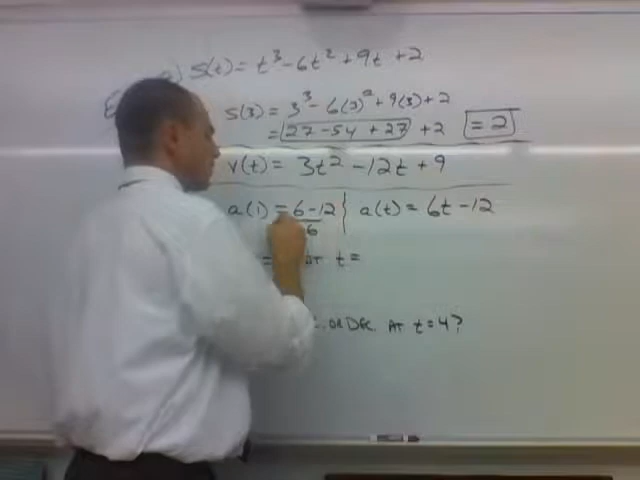 a) S(t) = t³ - 6t² + 9t + 2
S(3) = 3³ - 6(3)² + 9(3) + 2
= 27 - 54 + 27 + 2 = 2
V(t) = 3t² - 12t + 9
a(1) = 6 - 12 a(t) = 6t - 12
6
= AT t =
OR DEC. AT t = 4?